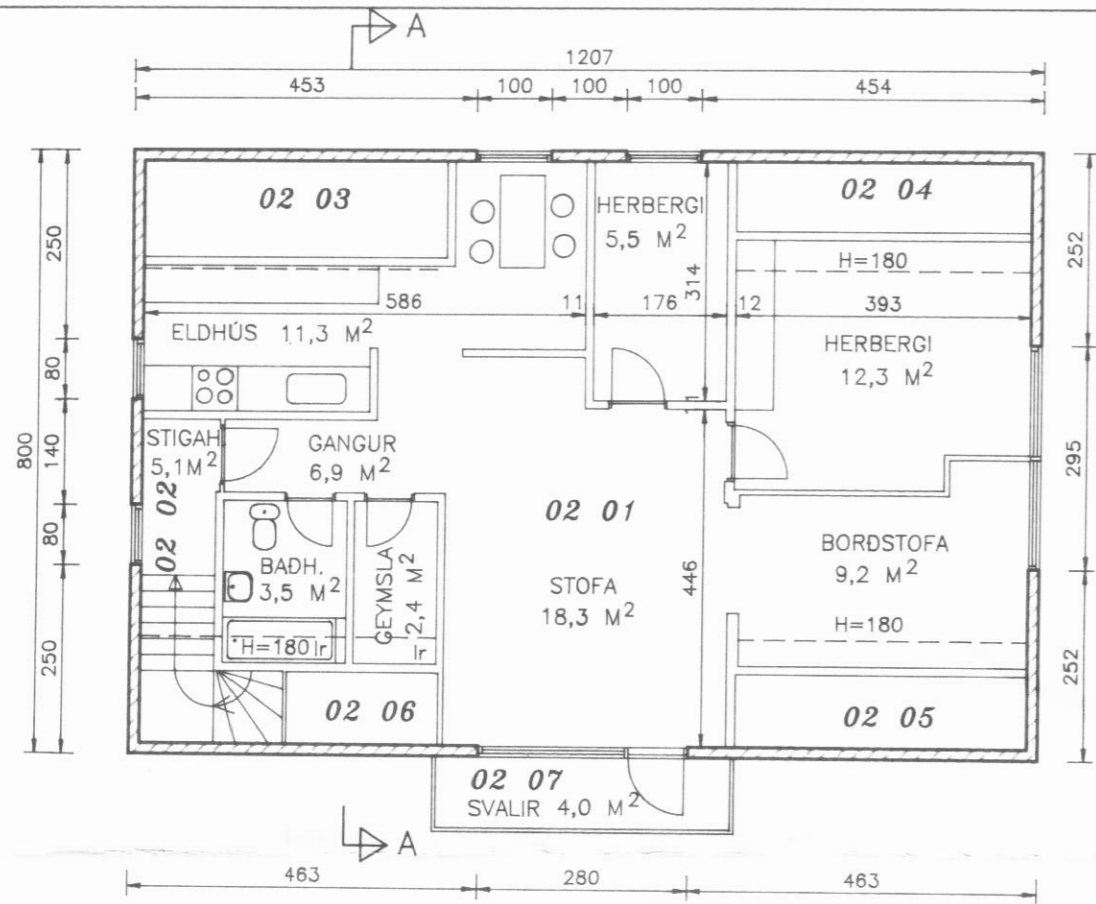 A
1207
453 100 100 100 454
02 03
02 04
HERBERGI
5,5 M²
H=180
250
252
314
586 11 176 12 393
ELDHÚS 11,3 M²
HERBERGI
12,3 M²
80
STIGAH
5,1M²
GANGUR
6,9 M²
800
140
295
02 02
02 01
BORÐSTOFA
9,2 M²
80
BAÐH.
3,5 M²
GEYMSLA
2,4 M²
STOFA
18,3 M²
446
H=180
H=180 Ir
Ir
250
252
02 06
02 05
02 07
SVALIR 4,0 M²
A
463 280 463